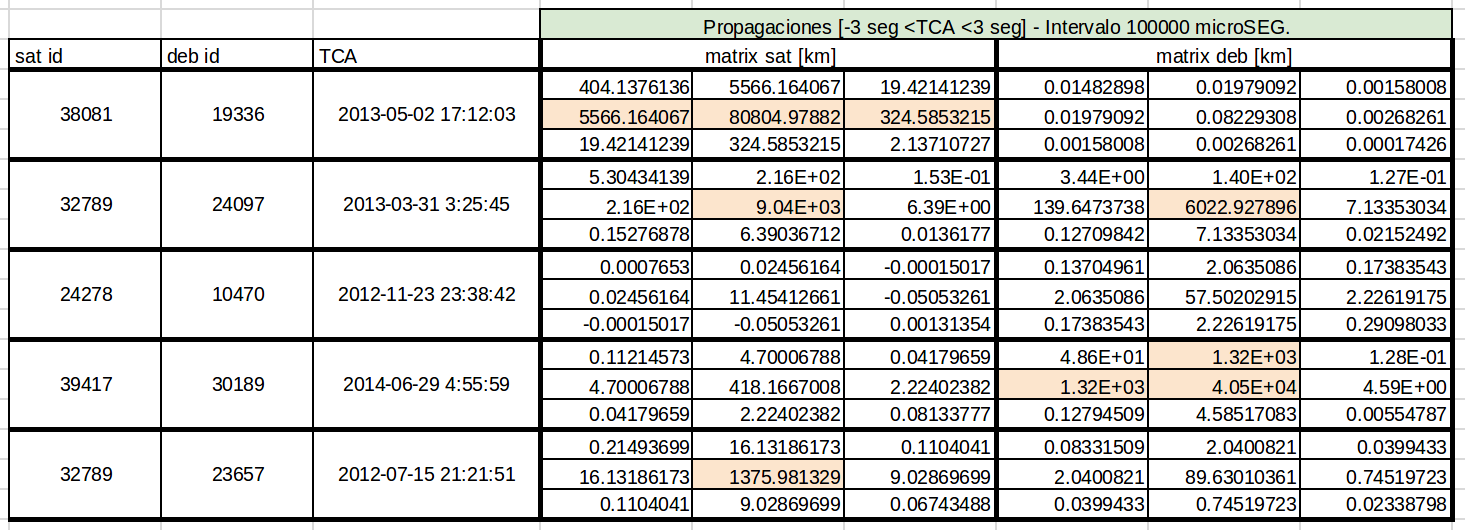 Propagaciones [-3 seg <TCA <3 seg] - Intervalo 100000 microSEG.
sat id deb id TCA matrix sat [km] matrix deb [km]
404.1376136 5566.164067 19.42141239 0.01482898 0.01979092 0.00158008
38081 19336 2013-05-02 17:12:03 5566.164067 80804.97882 324.5853215 0.01979092 0.08229308 0.00268261
19.42141239 324.5853215 2.13710727 0.00158008 0.00268261 0.00017426
5.30434139 2.16E+02 1.53E-01 3.44E+00 1.40E+02 1.27E-01
32789 24097 2013-03-31 3:25:45 2.16E+02 9.04E+03 6.39E+00 139.6473738 6022.927896 7.13353034
0.15276878 6.39036712 0.0136177 0.12709842 7.13353034 0.02152492
0.0007653 0.02456164 -0.00015017 0.13704961 2.0635086 0.17383543
24278 10470 2012-11-23 23:38:42 0.02456164 11.45412661 -0.05053261 2.0635086 57.50202915 2.22619175
-0.00015017 -0.05053261 0.00131354 0.17383543 2.22619175 0.29098033
0.11214573 4.70006788 0.04179659 4.86E+01 1.32E+03 1.28E-01
39417 30189 2014-06-29 4:55:59 4.70006788 418.1667008 2.22402382 1.32E+03 4.05E+04 4.59E+00
0.04179659 2.22402382 0.08133777 0.12794509 4.58517083 0.00554787
0.21493699 16.13186173 0.1104041 0.08331509 2.0400821 0.0399433
32789 23657 2012-07-15 21:21:51 16.13186173 1375.981329 9.02869699 2.0400821 89.63010361 0.74519723
0.1104041 9.02869699 0.06743488 0.0399433 0.74519723 0.02338798